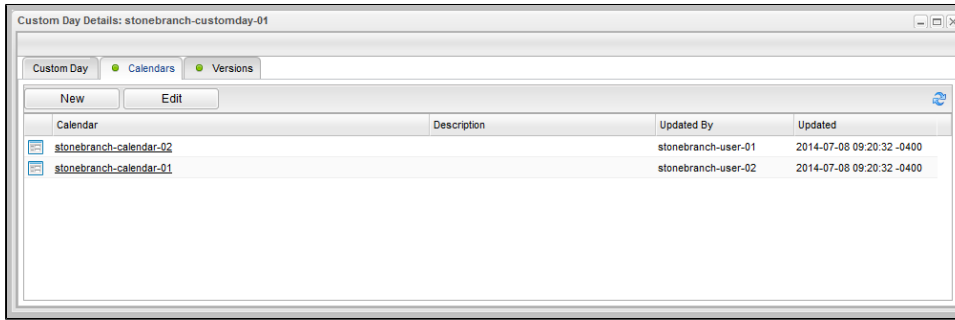 Custom Day Details: stonebranch-customday-01
Custom Day Calendars Versions
New Edit
Calendar Description Updated By Updated
stonebranch-calendar-02 stonebranch-user-01 2014-07-08 09:20:32 -0400
stonebranch-calendar-01 stonebranch-user-02 2014-07-08 09:20:32 -0400